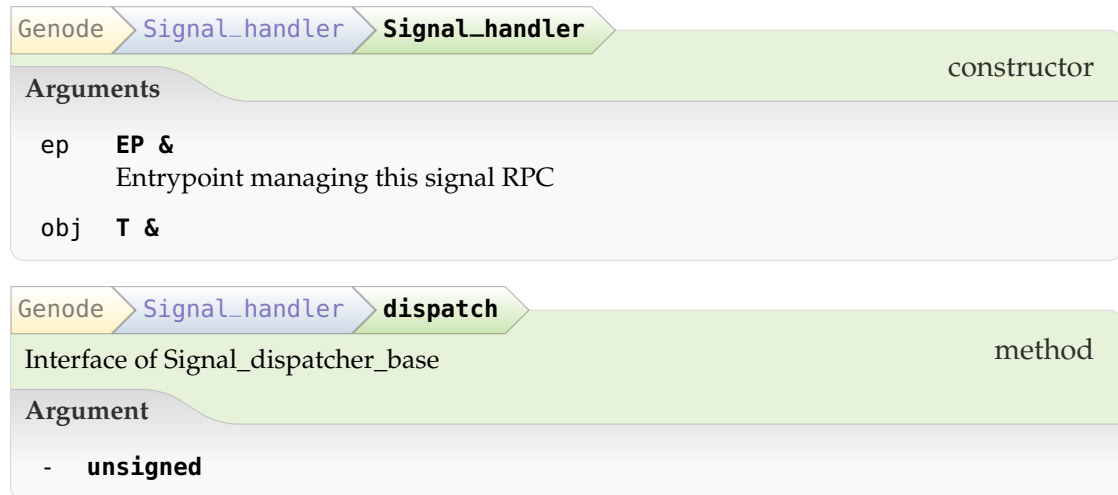 Genode Signal_handler Signal_handler
constructor
Arguments
ep EP &
Entrypoint managing this signal RPC
obj T &
Genode Signal_handler dispatch
Interface of Signal_dispatcher_base
method
Argument
- unsigned